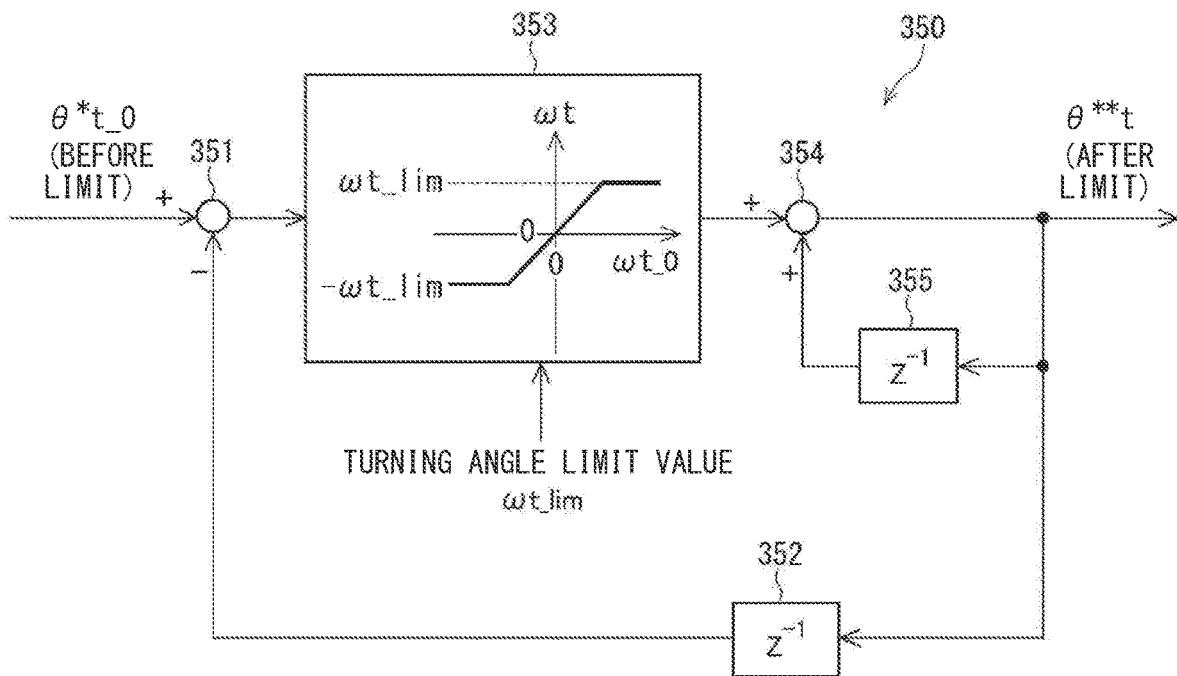 353
350
θ*t_0
(BEFORE
LIMIT)
351
+
-
ωt
ωt_lim
0
0
ωt_0
-ωt_lim
354
+
+
θ**t
(AFTER
LIMIT)
355
z⁻¹
TURNING ANGLE LIMIT VALUE
ωt_lim
352
z⁻¹